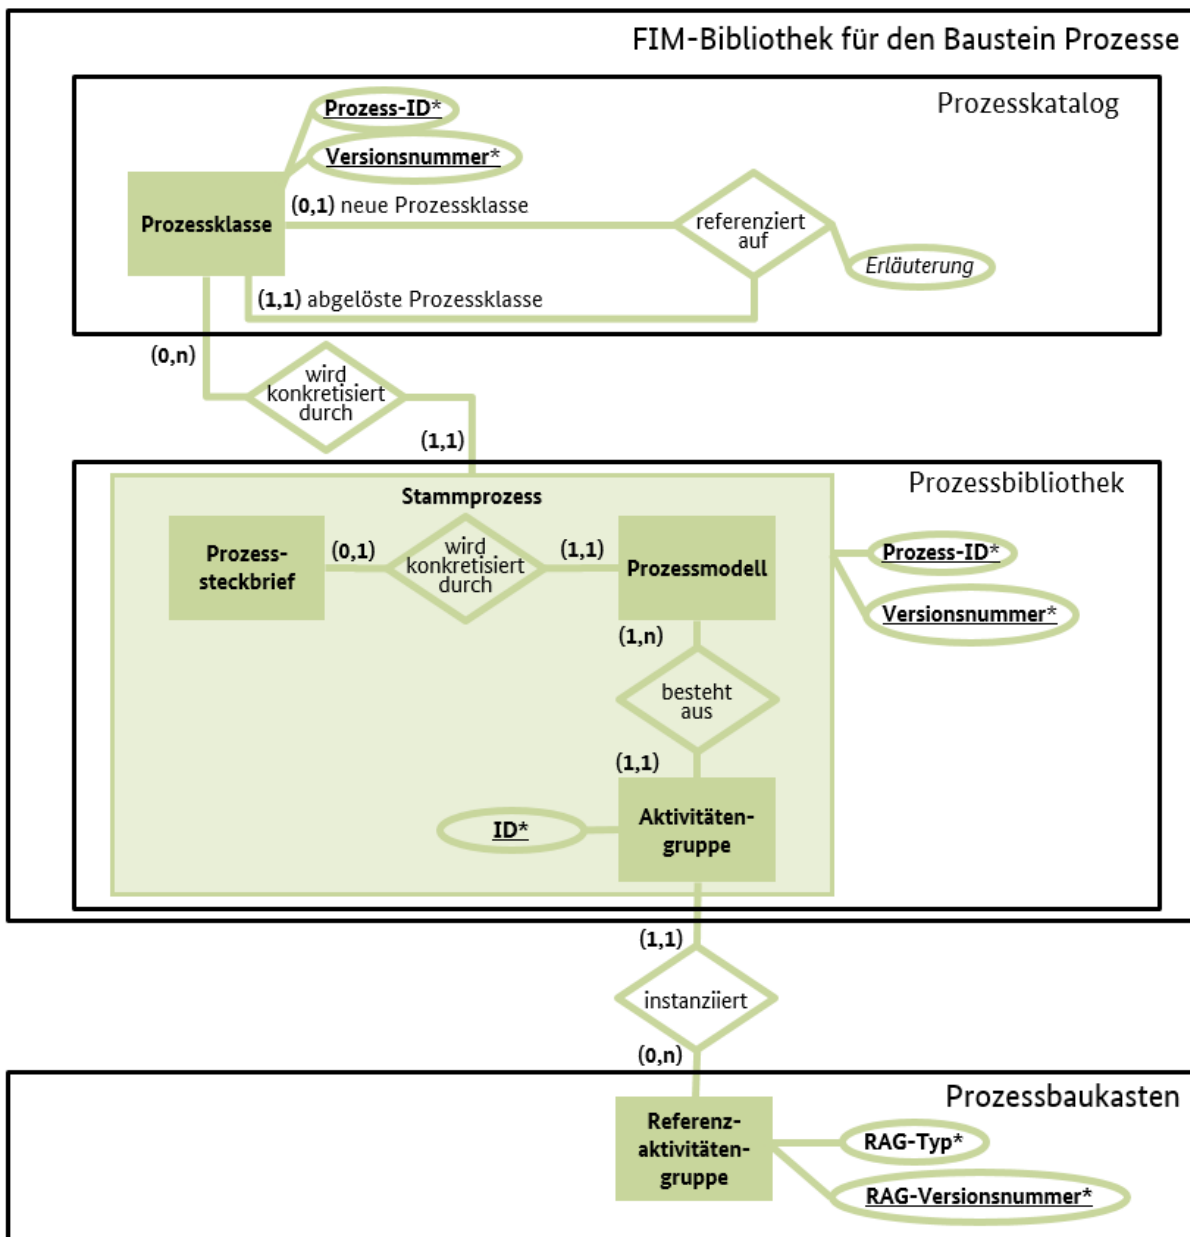 FIM-Bibliothek für den Baustein Prozesse
Prozesskatalog
Prozess-ID*
Versionsnummer*
Prozessklasse
(0,1) neue Prozessklasse
referenziert
auf
Erläuterung
(1,1) abgelöste Prozessklasse
(0,n)
wird
konkretisiert
durch
(1,1)
Prozessbibliothek
Stammprozess
Prozess-
steckbrief
(0,1)
wird
konkretisiert
durch
(1,1)
Prozessmodell
Prozess-ID*
Versionsnummer*
(1,n)
besteht
aus
(1,1)
ID*
Aktivitäten-
gruppe
(1,1)
instanziiert
(0,n)
Prozessbaukasten
Referenz-
aktivitäten-
gruppe
RAG-Typ*
RAG-Versionsnummer*